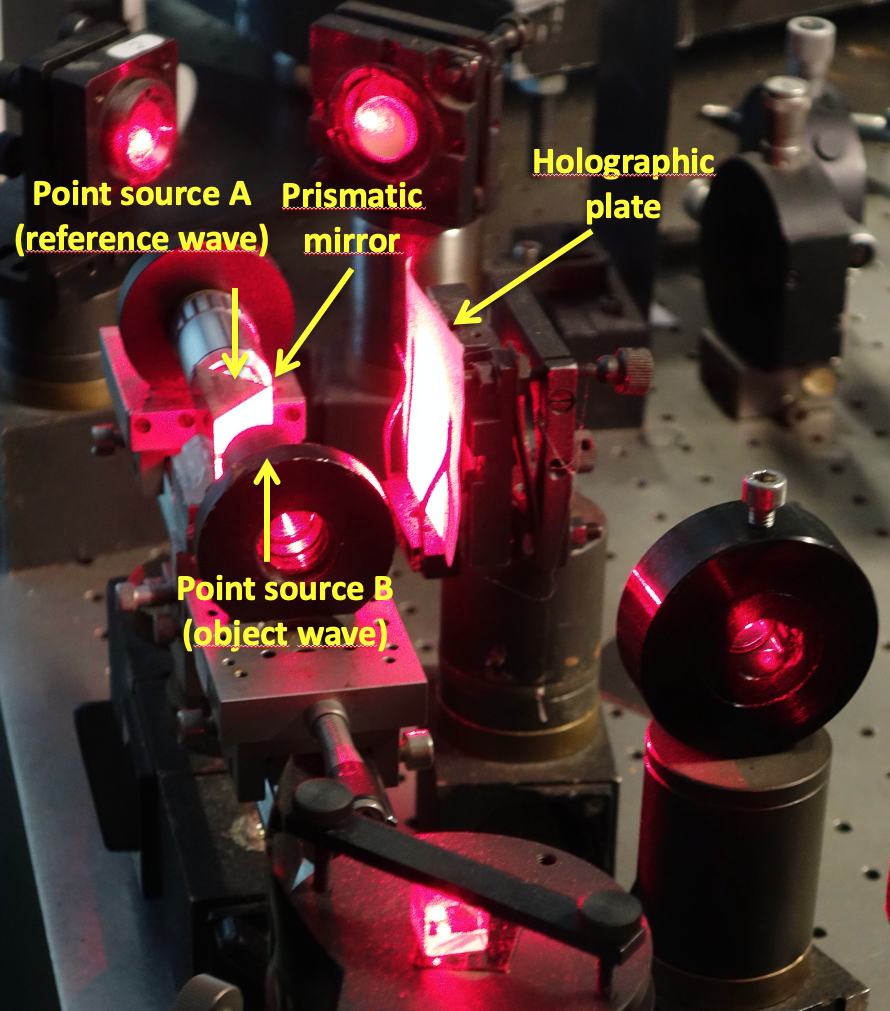 Holographic
plate
Point source A
(reference wave)
Prismatic
mirror
Point source B
(object wave)